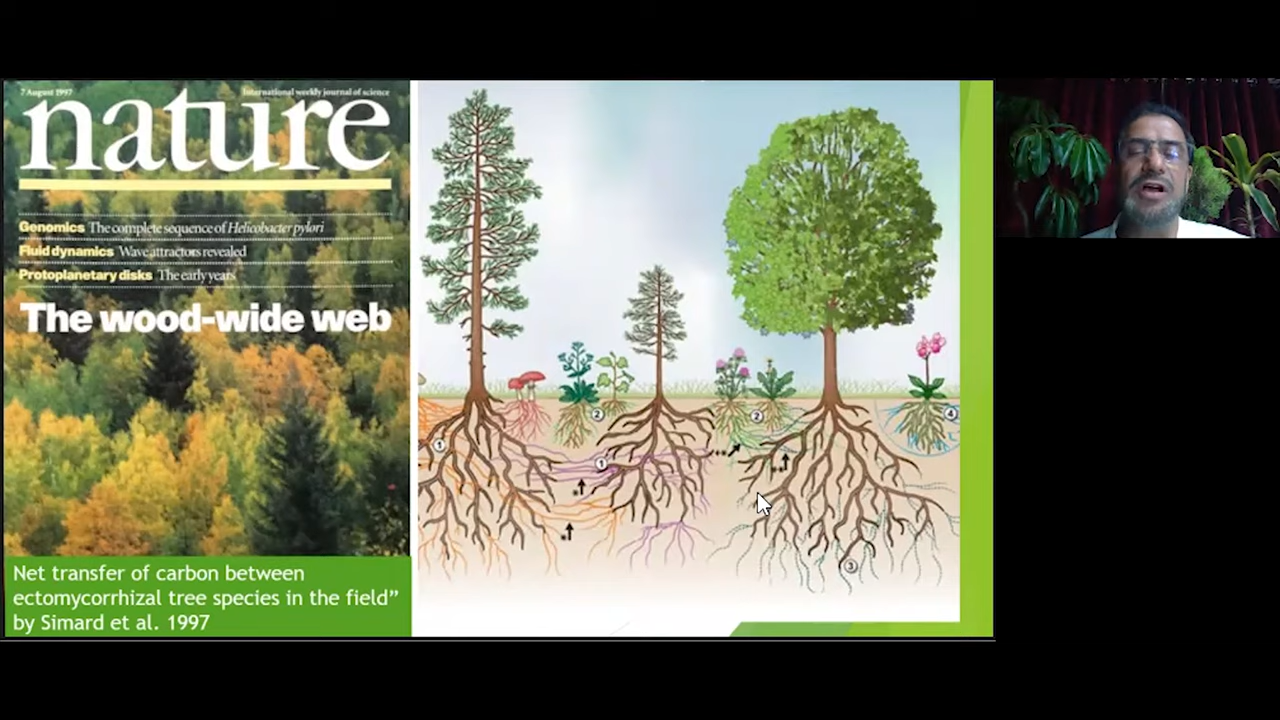 7 August 1997
International weekly journal of science
nature
Genomics The complete sequence of Helicobacter pylori
Fluid dynamics Wave attractors revealed
Protoplanetary disks The early years
The wood-wide web
Net transfer of carbon between
ectomycorrhizal tree species in the field”
by Simard et al. 1997
2
2
4
1
1
**
**
*
*
3